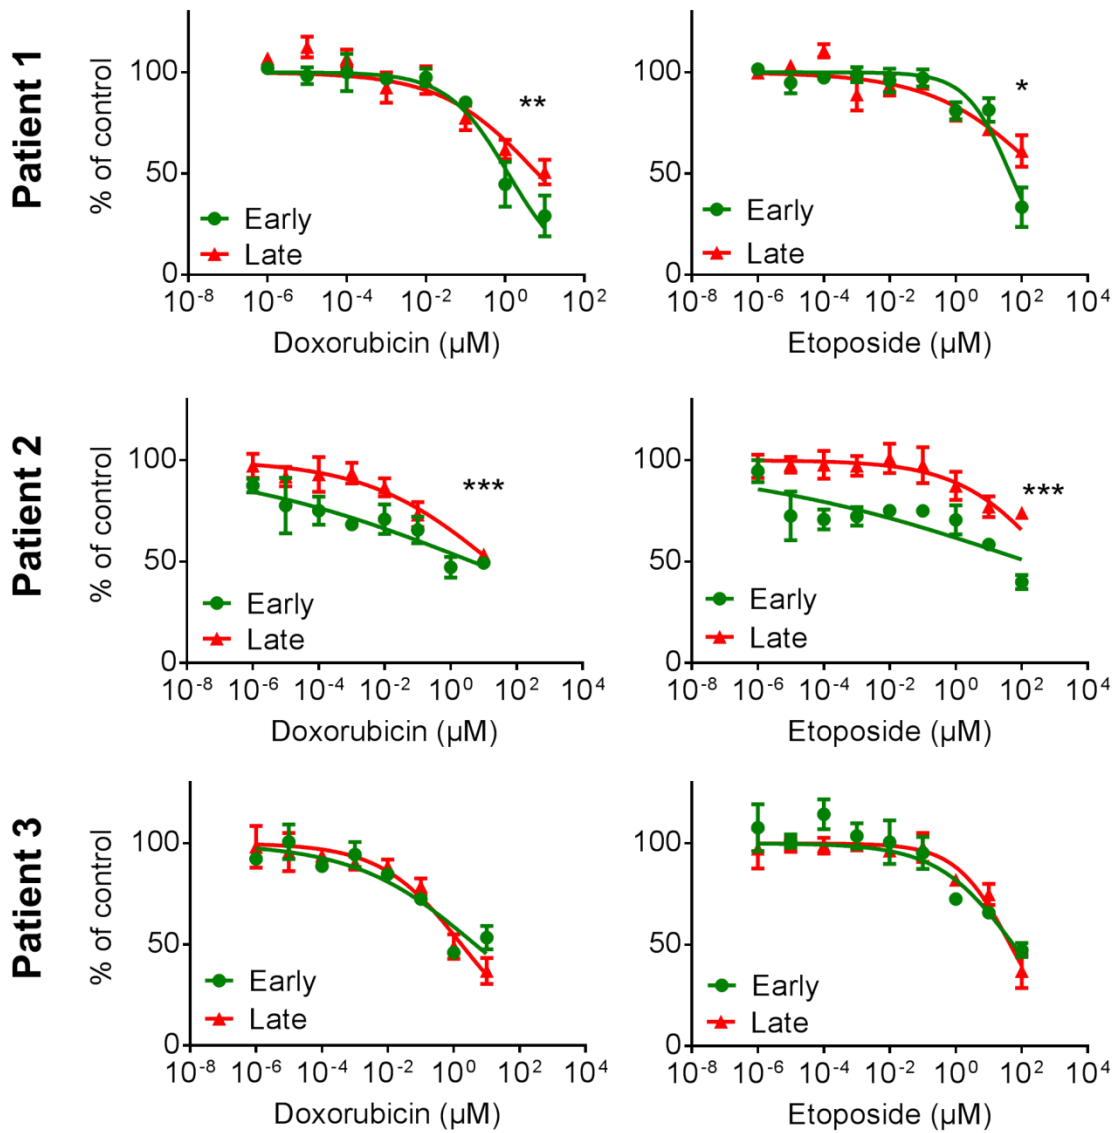 Patient 1
% of control
100
50
0
**
Early
Late
10⁻⁸ 10⁻⁶ 10⁻⁴ 10⁻² 10⁰ 10²
Doxorubicin (µM)
100
50
0
*
Early
Late
10⁻⁸ 10⁻⁶ 10⁻⁴ 10⁻² 10⁰ 10² 10⁴
Etoposide (µM)
Patient 2
% of control
100
50
0
***
Early
Late
10⁻⁸ 10⁻⁶ 10⁻⁴ 10⁻² 10⁰ 10² 10⁴
Doxorubicin (µM)
100
50
0
***
Early
Late
10⁻⁸ 10⁻⁶ 10⁻⁴ 10⁻² 10⁰ 10² 10⁴
Etoposide (µM)
Patient 3
% of control
100
50
0
Early
Late
10⁻⁸ 10⁻⁶ 10⁻⁴ 10⁻² 10⁰ 10² 10⁴
Doxorubicin (µM)
100
50
0
Early
Late
10⁻⁸ 10⁻⁶ 10⁻⁴ 10⁻² 10⁰ 10² 10⁴
Etoposide (µM)